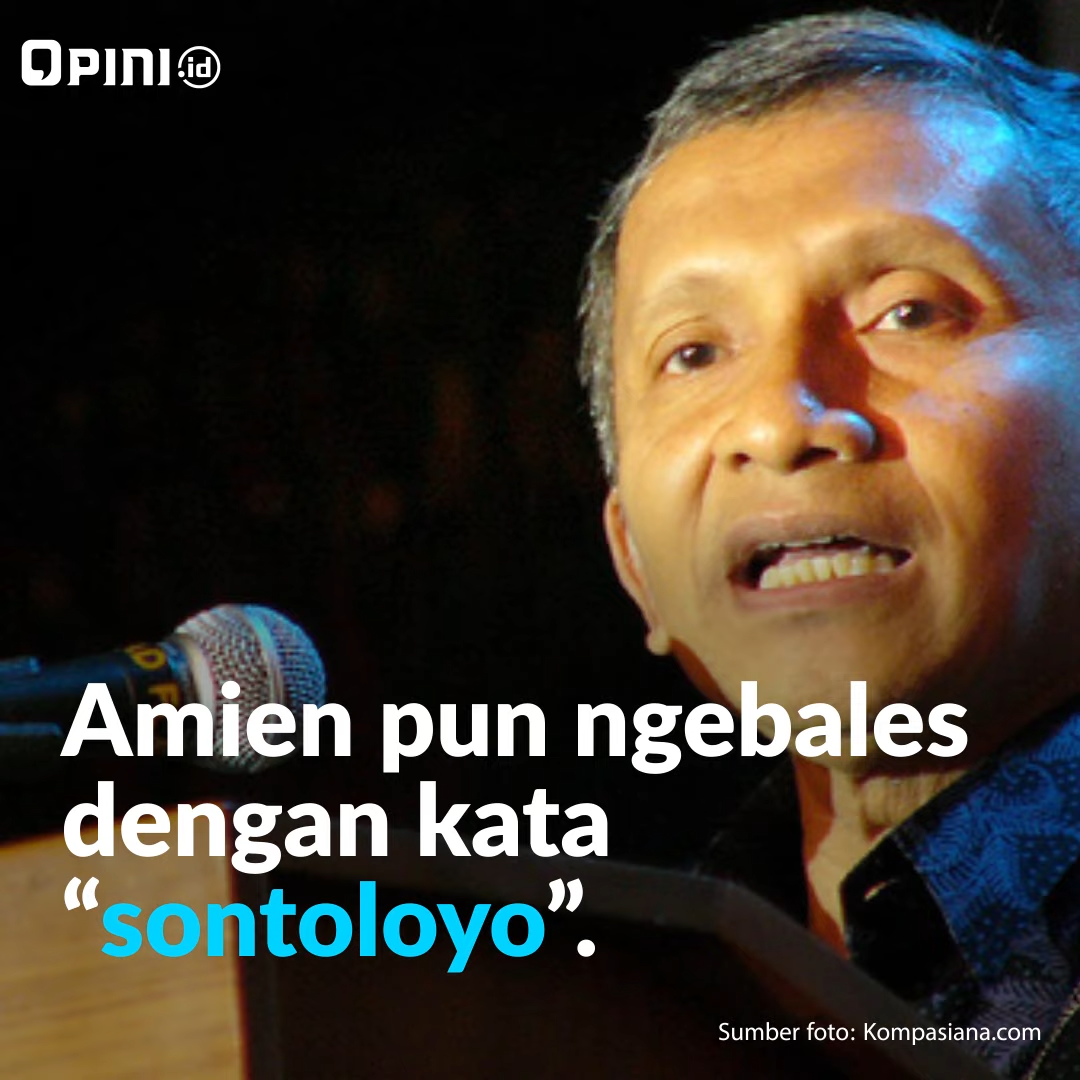 OPINI.id
Amien pun ngebales
dengan kata
“sontoloyo”.
Sumber foto: Kompasiana.com